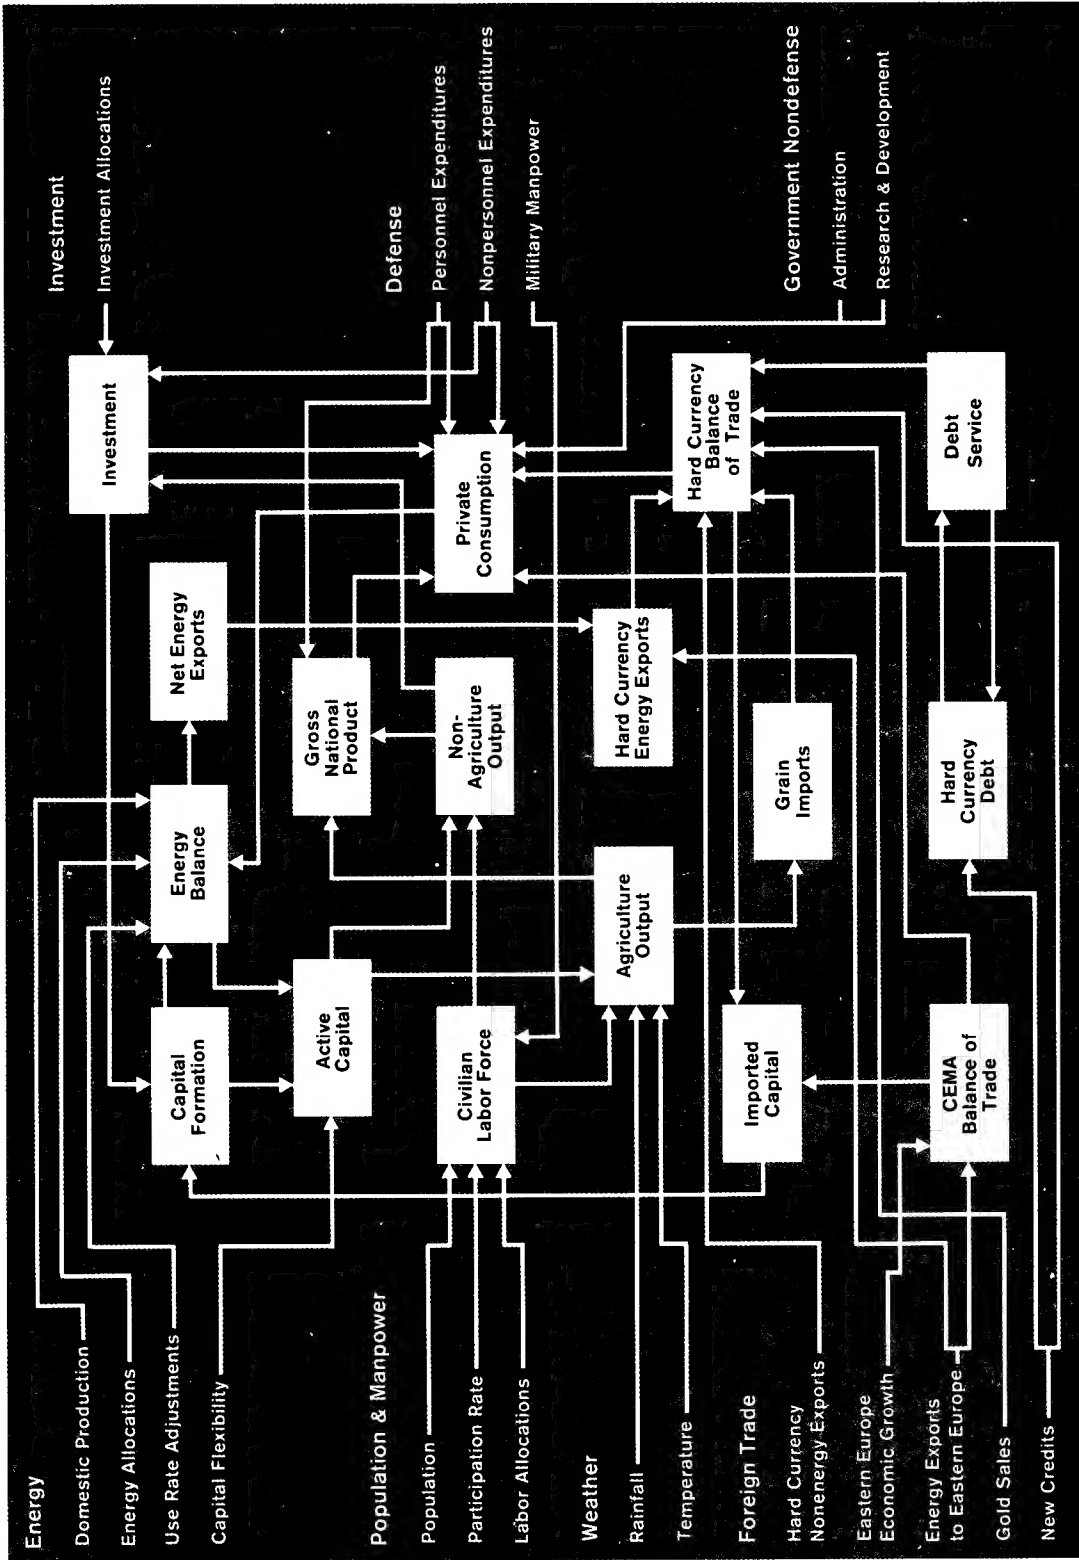 Energy
Domestic Production
Energy Allocations
Use Rate Adjustments
Capital Flexibility
Population & Manpower
Population
Participation Rate
Labor Allocations
Weather
Rainfall
Temperature
Foreign Trade
Hard Currency
Nonenergy Exports
Eastern Europe
Economic Growth
Energy Exports
to Eastern Europe
Gold Sales
New Credits
Capital
Formation
Active
Capital
Civilian
Labor Force
Imported
Capital
CEMA
Balance of
Trade
Energy
Balance
Agriculture
Output
Net Energy
Exports
Gross
National
Product
Non-
Agriculture
Output
Hard Currency
Energy Exports
Grain
Imports
Hard
Currency
Debt
Investment
Private
Consumption
Hard Currency
Balance
of Trade
Debt
Service
Investment
Investment Allocations
Defense
Personnel Expenditures
Nonpersonnel Expenditures
Military Manpower
Government Nondefense
Administration
Research & Development